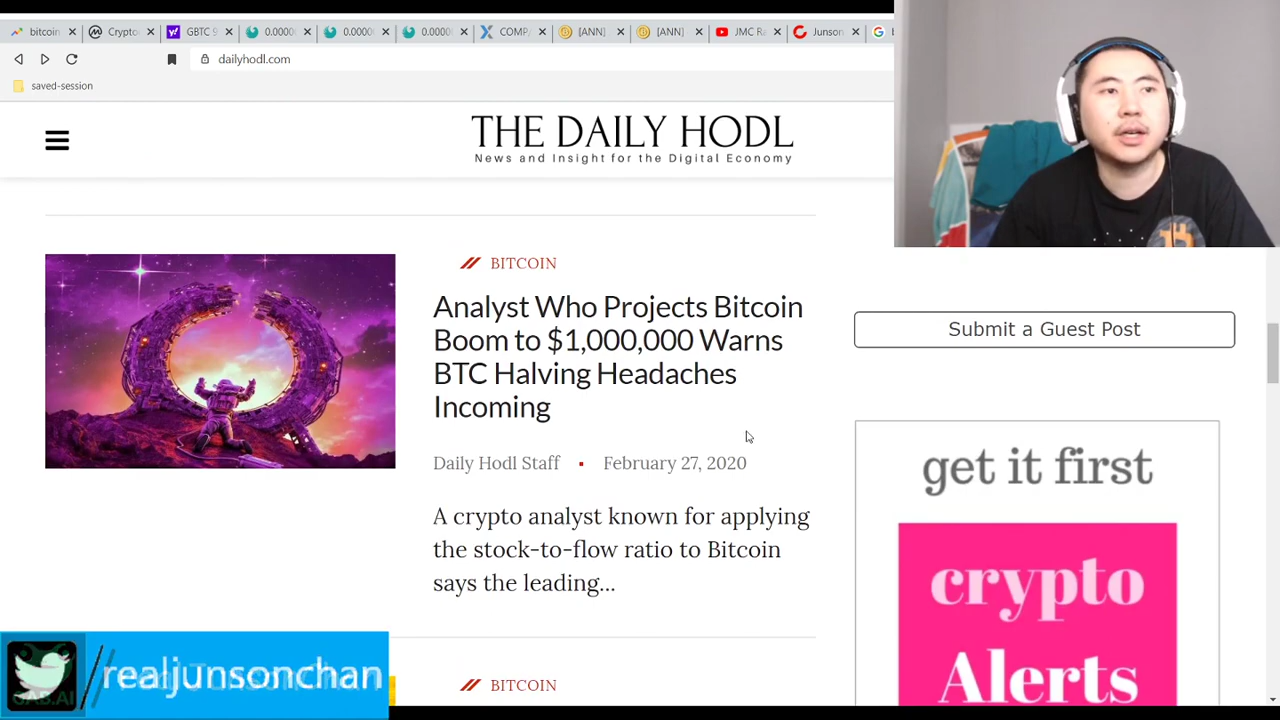 bitcoin
Crypto
GBTC S
0.0000
0.000
0.0000
COMP
[ANN]
[ANN]
JMC R
Junson
dailyhodl.com
saved-session
THE DAILY HODL
News and Insight for the Digital Economy
BITCOIN
Analyst Who Projects Bitcoin
Boom to $1,000,000 Warns
BTC Halving Headaches
Incoming
Daily Hodl Staff
February 27, 2020
A crypto analyst known for applying
the stock-to-flow ratio to Bitcoin
says the leading...
Submit a Guest Post
get it first
crypto
Alerts
BITCOIN
GAB.AI
/realjunsonchan